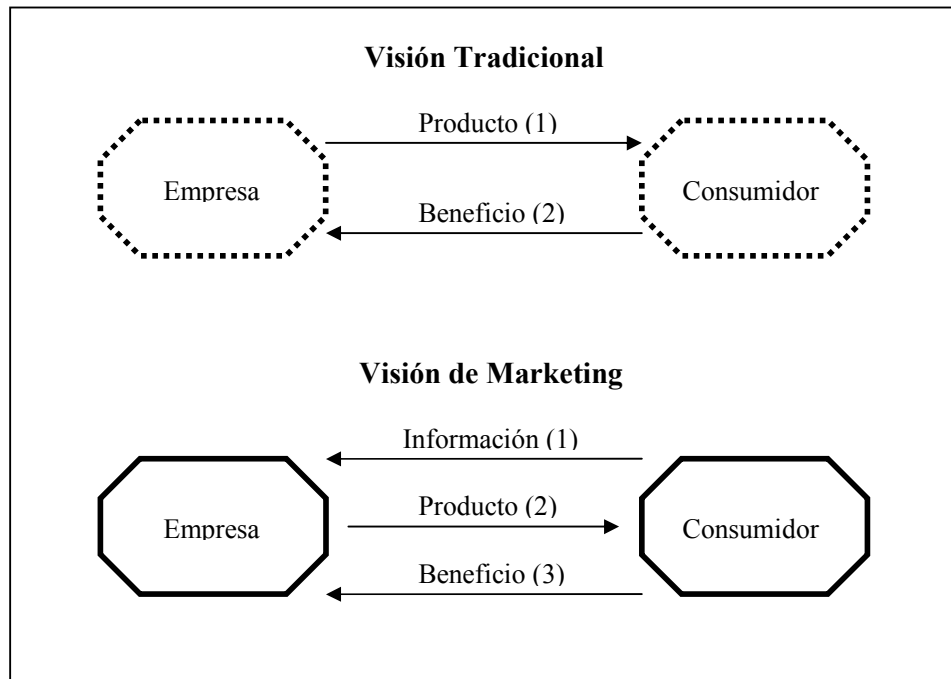 Visión Tradicional
Producto (1)
Empresa
Consumidor
Beneficio (2)
Visión de Marketing
Información (1)
Empresa
Producto (2)
Consumidor
Beneficio (3)